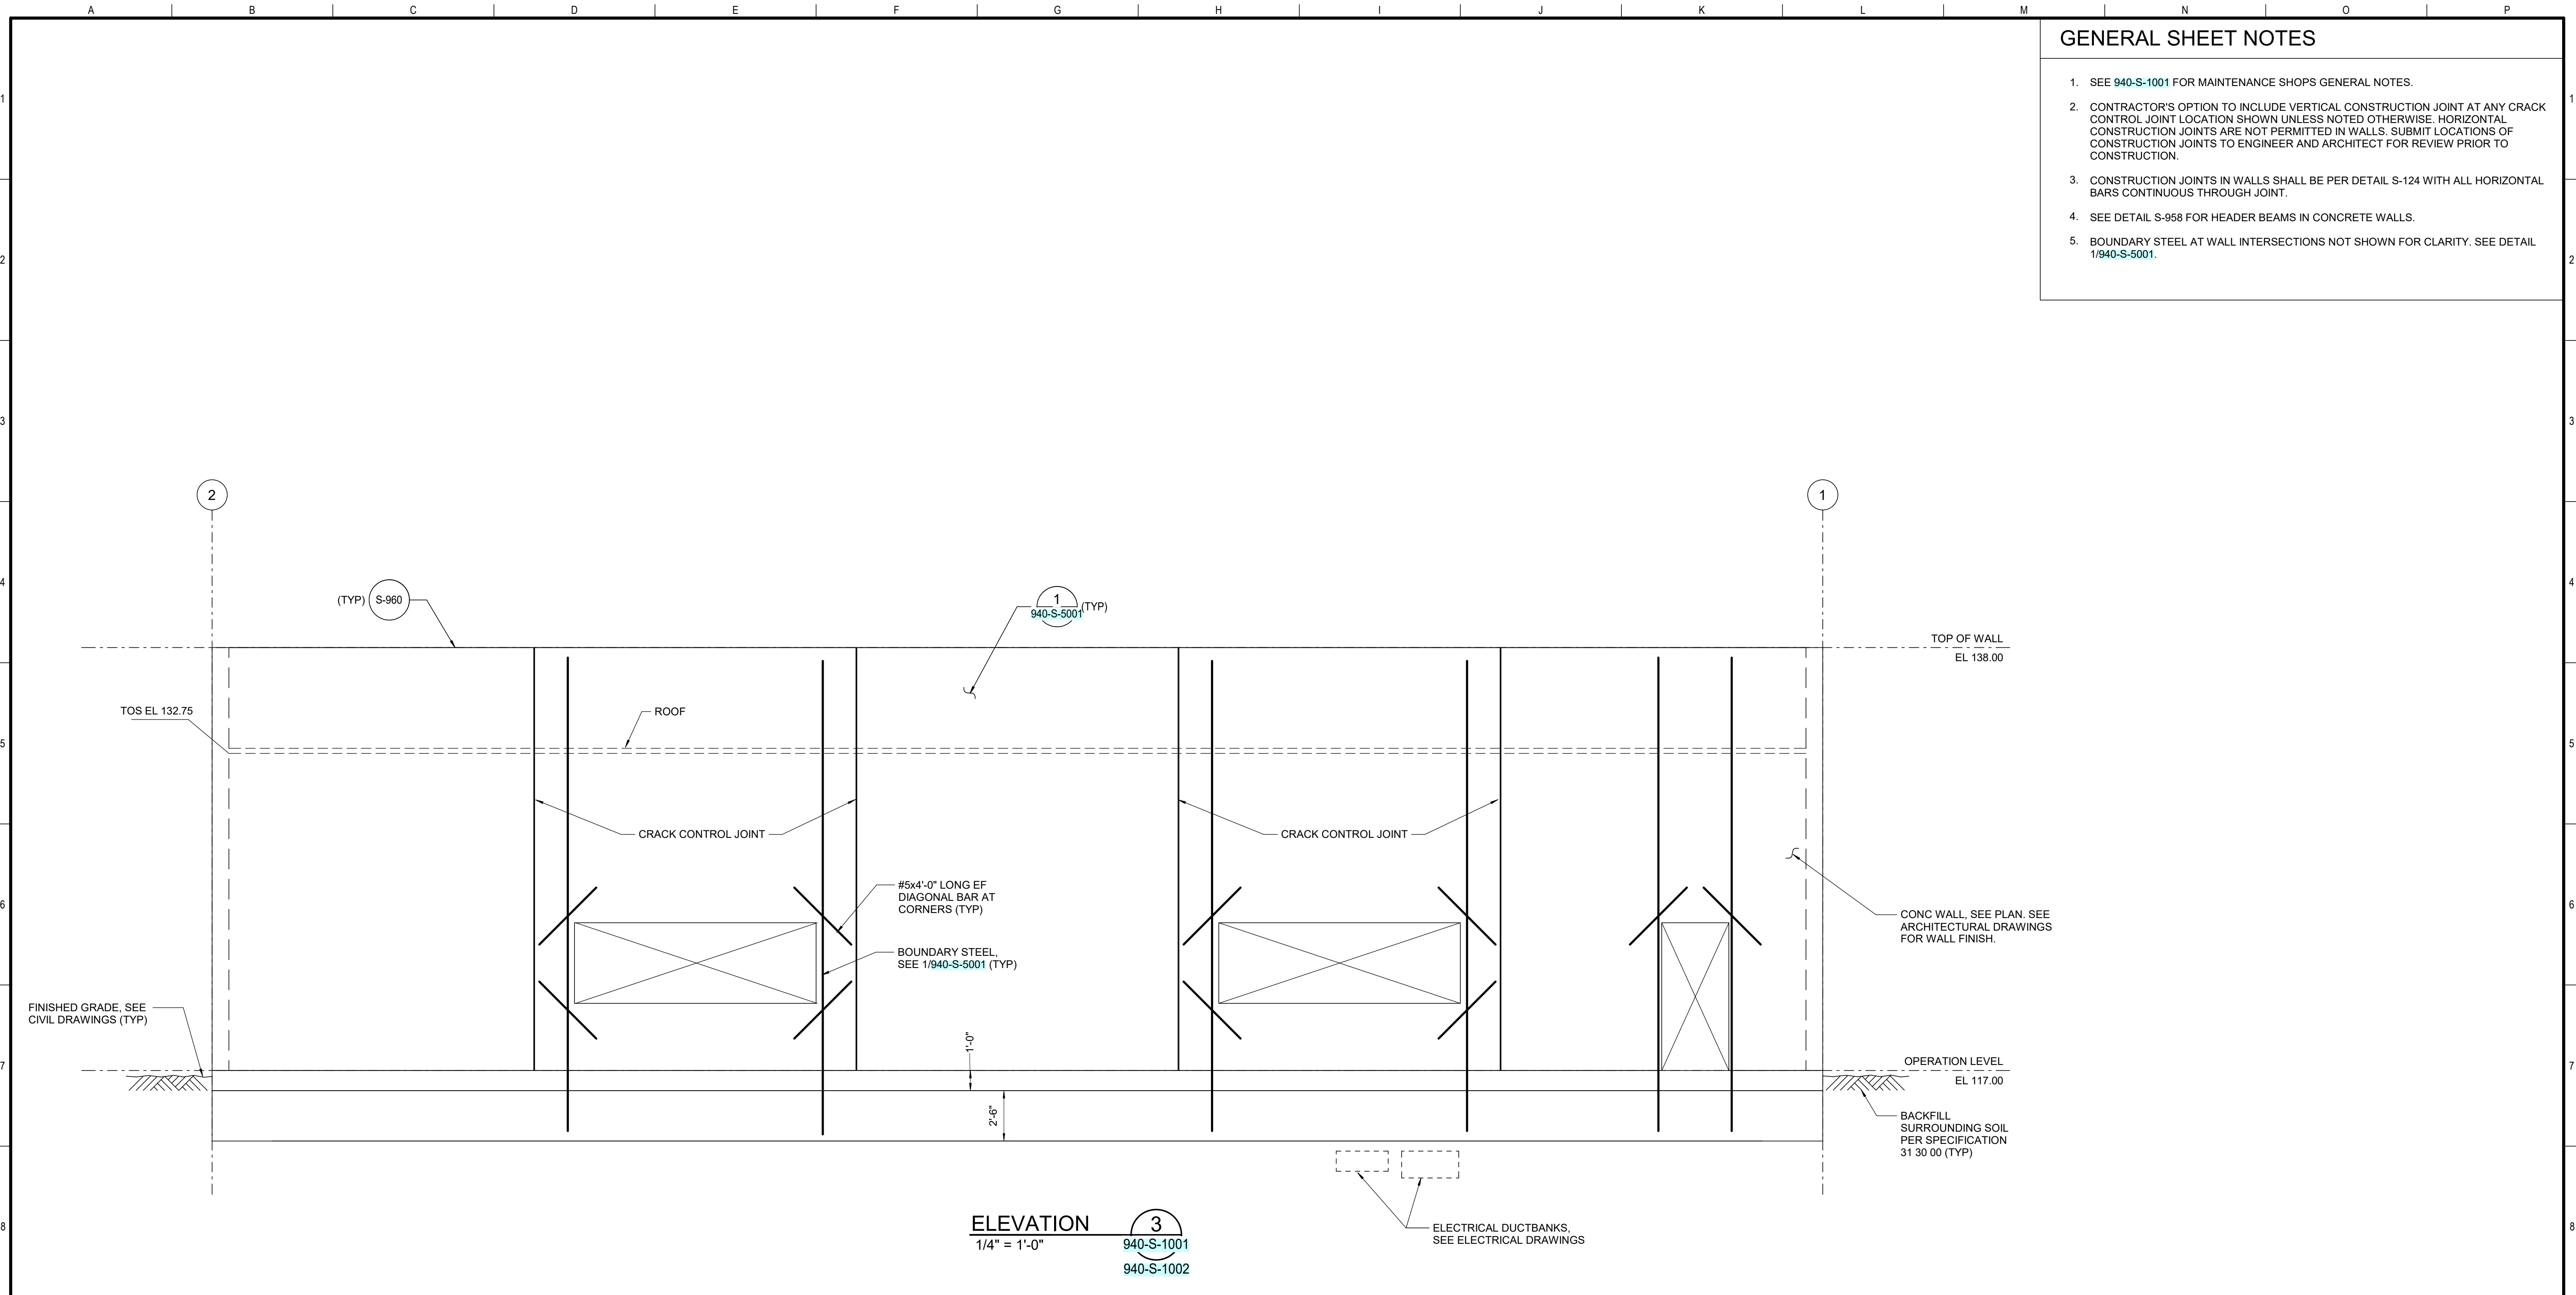 A B C D E F G H I J K L M N O P
GENERAL SHEET NOTES
1. SEE 940-S-1001 FOR MAINTENANCE SHOPS GENERAL NOTES.
2. CONTRACTOR'S OPTION TO INCLUDE VERTICAL CONSTRUCTION JOINT AT ANY CRACK
CONTROL JOINT LOCATION SHOWN UNLESS NOTED OTHERWISE. HORIZONTAL
CONSTRUCTION JOINTS ARE NOT PERMITTED IN WALLS. SUBMIT LOCATIONS OF
CONSTRUCTION JOINTS TO ENGINEER AND ARCHITECT FOR REVIEW PRIOR TO
CONSTRUCTION.
3. CONSTRUCTION JOINTS IN WALLS SHALL BE PER DETAIL S-124 WITH ALL HORIZONTAL
BARS CONTINUOUS THROUGH JOINT.
4. SEE DETAIL S-958 FOR HEADER BEAMS IN CONCRETE WALLS.
5. BOUNDARY STEEL AT WALL INTERSECTIONS NOT SHOWN FOR CLARITY. SEE DETAIL
1/940-S-5001.
1 1
2 2
3 3
2 1
4 4
(TYP) S-960
1
940-S-5001 (TYP)
TOP OF WALL
EL 138.00
TOS EL 132.75
ROOF
5 5
CRACK CONTROL JOINT
CRACK CONTROL JOINT
#5x4'-0" LONG EF
DIAGONAL BAR AT
CORNERS (TYP)
6 6
CONC WALL, SEE PLAN. SEE
ARCHITECTURAL DRAWINGS
FOR WALL FINISH.
BOUNDARY STEEL,
SEE 1/940-S-5001 (TYP)
FINISHED GRADE, SEE
CIVIL DRAWINGS (TYP)
1'-0"
7 7
OPERATION LEVEL
EL 117.00
2'-6"
BACKFILL
SURROUNDING SOIL
PER SPECIFICATION
31 30 00 (TYP)
8 8
ELEVATION 3
1/4" = 1'-0"
940-S-1001
940-S-1002
ELECTRICAL DUCTBANKS,
SEE ELECTRICAL DRAWINGS